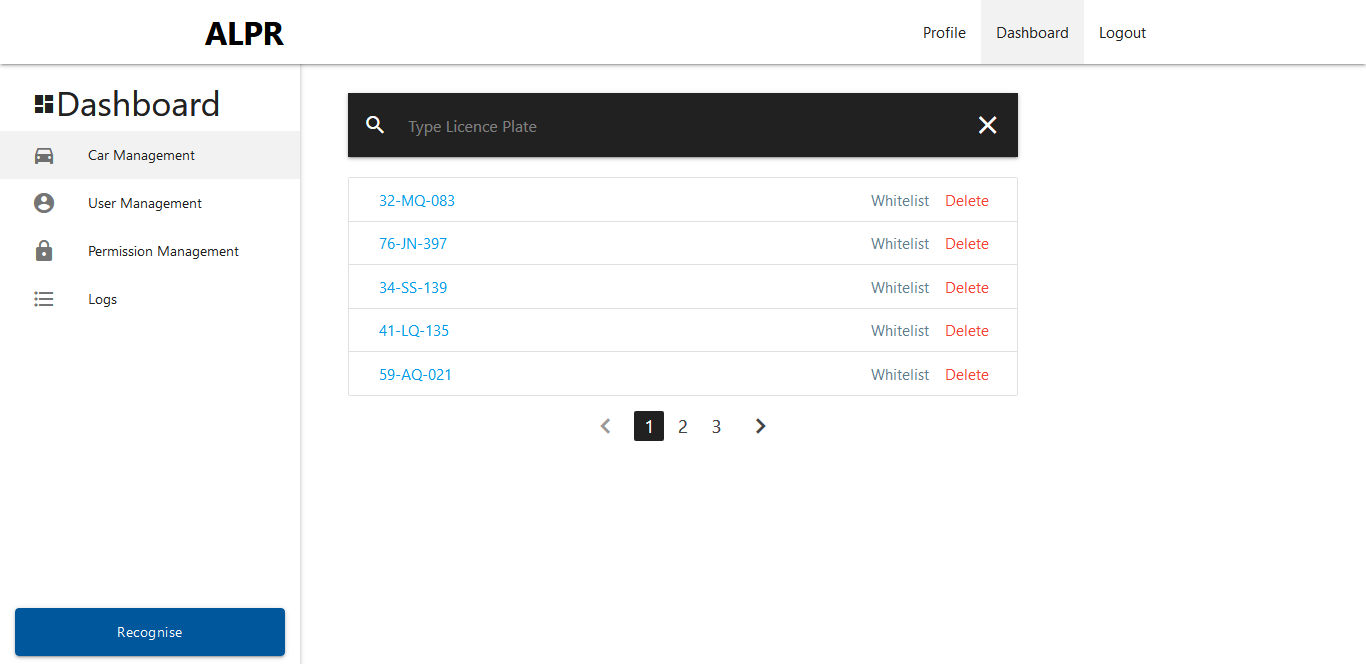 ALPR
Profile Dashboard Logout
Dashboard
Car Management
User Management
Permission Management
Logs
Recognise
Type Licence Plate
32-MQ-083 Whitelist Delete
76-JN-397 Whitelist Delete
34-SS-139 Whitelist Delete
41-LQ-135 Whitelist Delete
59-AQ-021 Whitelist Delete
1 2 3